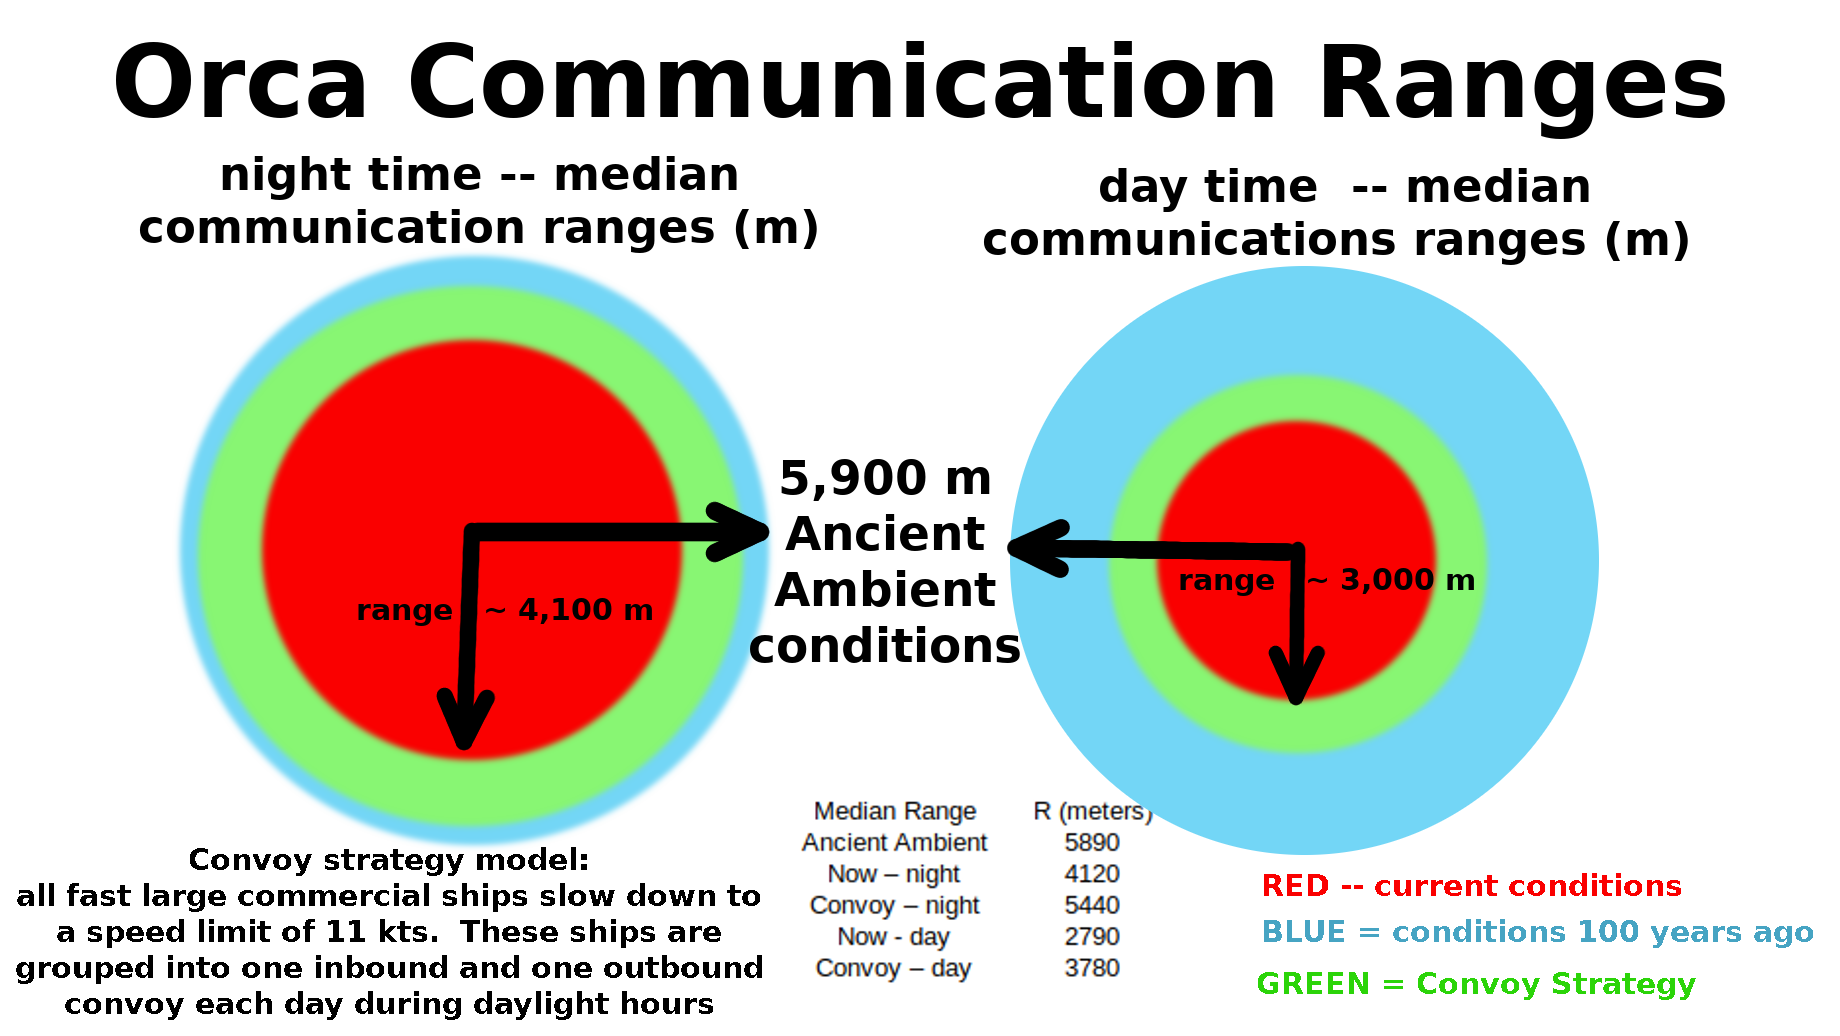 Orca Communication Ranges
night time -- median
communication ranges (m)
day time  -- median
communications ranges (m)
5,900 m
Ancient
Ambient
conditions
range ~ 4,100 m
range ~ 3,000 m
Convoy strategy model:
all fast large commercial ships slow down to
a speed limit of 11 kts.  These ships are
grouped into one inbound and one outbound
convoy each day during daylight hours
Median Range R (meters)
Ancient Ambient 5890
Now – night 4120
Convoy – night 5440
Now - day 2790
Convoy – day 3780
RED -- current conditions
BLUE = conditions 100 years ago
GREEN = Convoy Strategy